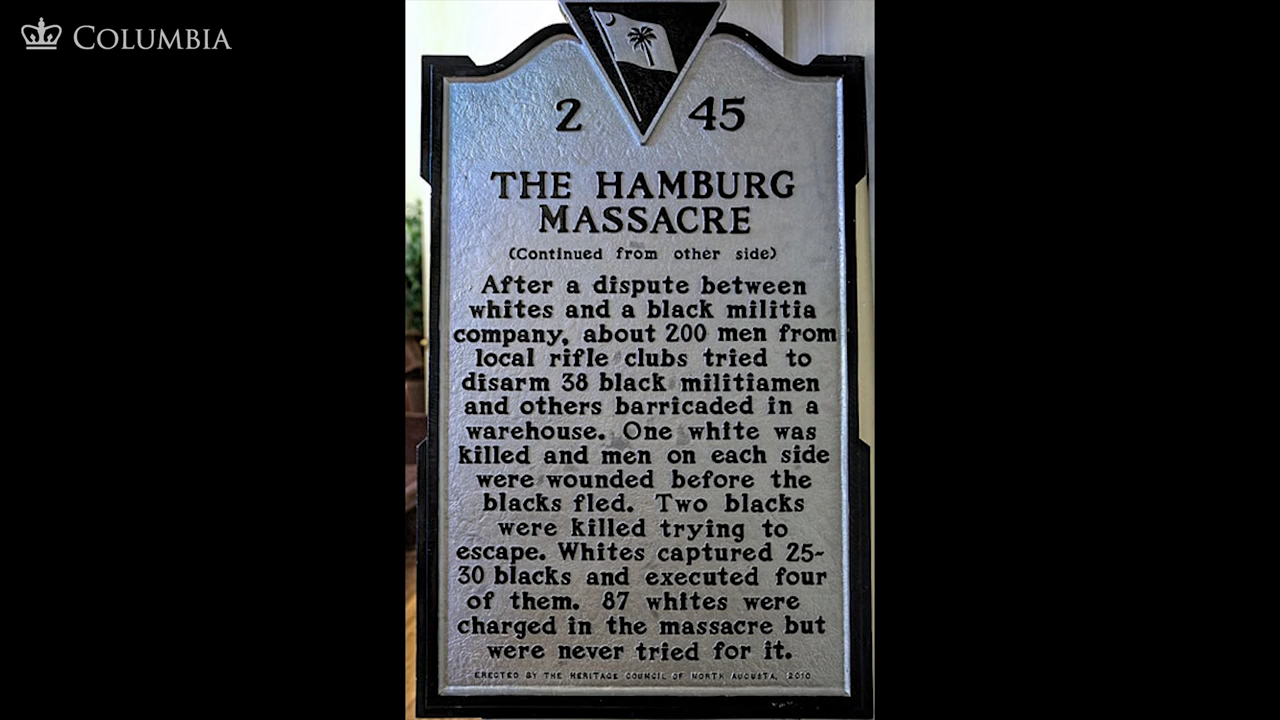 COLUMBIA
2 45
THE HAMBURG
MASSACRE
(Continued from other side)
After a dispute between
whites and a black militia
company, about 200 men from
local rifle clubs tried to
disarm 38 black militiamen
and others barricaded in a
warehouse. One white was
killed and men on each side
were wounded before the
blacks fled. Two blacks
were killed trying to
escape. Whites captured 25-
30 blacks and executed four
of them. 87 whites were
charged in the massacre but
were never tried for it.
ERECTED BY THE HERITAGE COUNCIL OF NORTH AUGUSTA, 2010